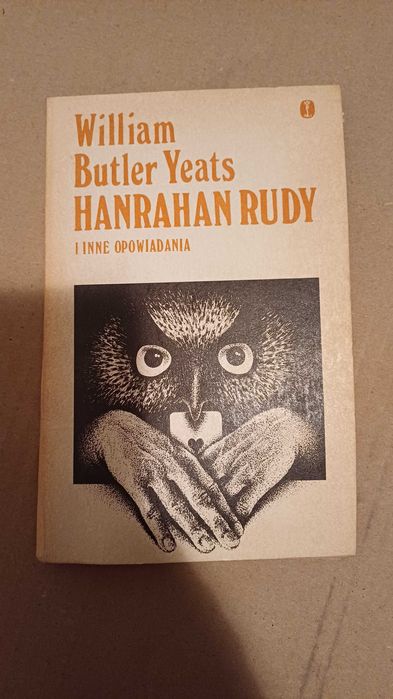 William
Butler Yeats
HANRAHAN RUDY
I INNE OPOWIADANIA